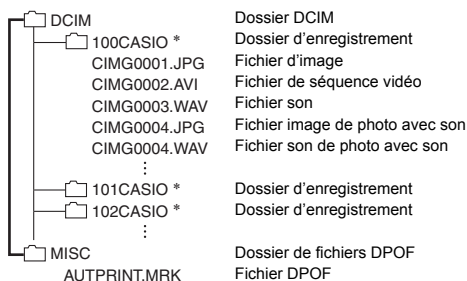 DCIM Dossier DCIM
100CASIO * Dossier d'enregistrement
CIMG0001.JPG Fichier d'image
CIMG0002.AVI Fichier de séquence vidéo
CIMG0003.WAV Fichier son
CIMG0004.JPG Fichier image de photo avec son
CIMG0004.WAV Fichier son de photo avec son
101CASIO * Dossier d'enregistrement
102CASIO * Dossier d'enregistrement
MISC Dossier de fichiers DPOF
AUTPRINT.MRK Fichier DPOF